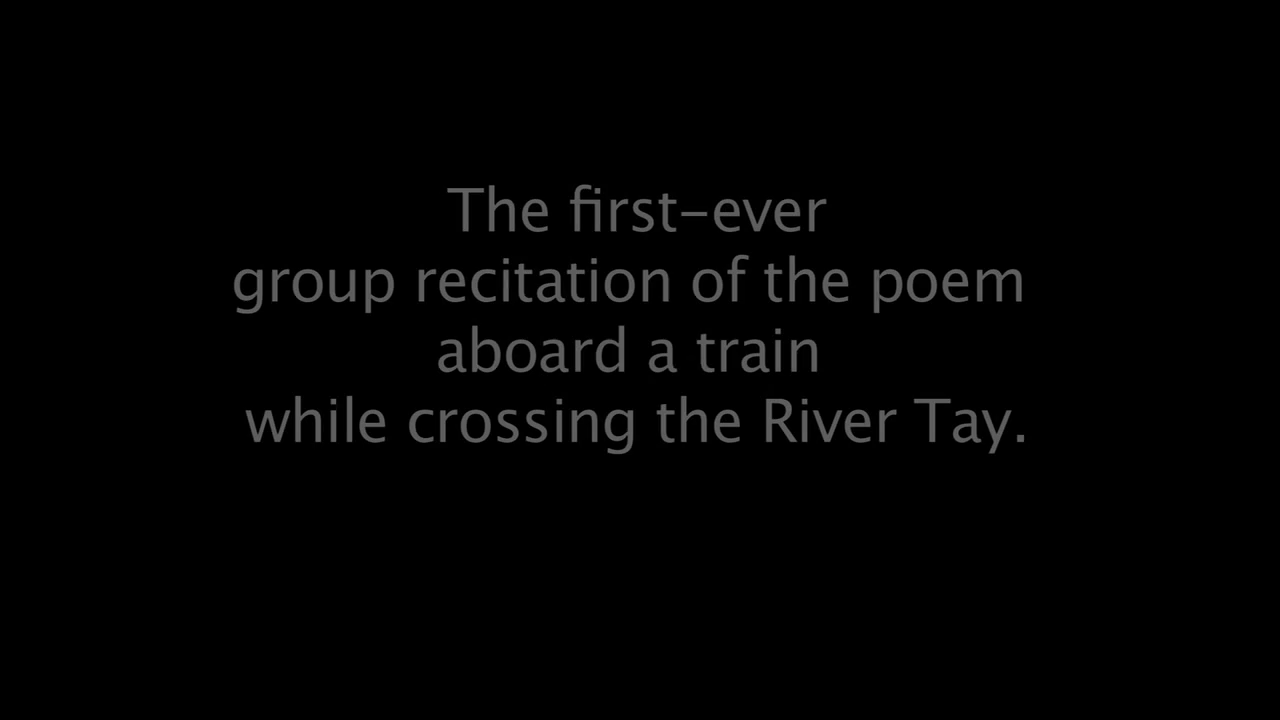 The first-ever
group recitation of the poem
aboard a train
while crossing the River Tay.